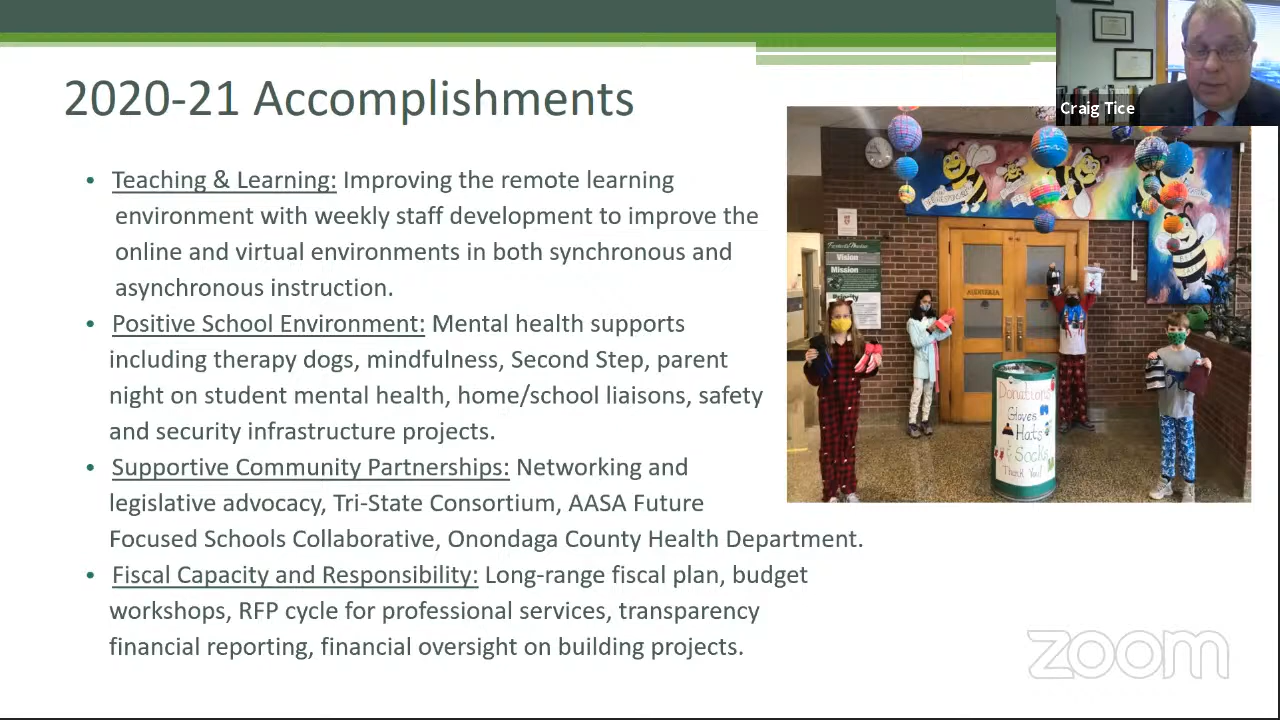 Craig Tice
2020-21 Accomplishments
• Teaching & Learning: Improving the remote learning
environment with weekly staff development to improve the
online and virtual environments in both synchronous and
asynchronous instruction.
• Positive School Environment: Mental health supports
including therapy dogs, mindfulness, Second Step, parent
night on student mental health, home/school liaisons, safety
and security infrastructure projects.
• Supportive Community Partnerships: Networking and
legislative advocacy, Tri-State Consortium, AASA Future
Focused Schools Collaborative, Onondaga County Health Department.
• Fiscal Capacity and Responsibility: Long-range fiscal plan, budget
workshops, RFP cycle for professional services, transparency
financial reporting, financial oversight on building projects.
Vision
Mission
AUDITORIUM
Donations
Gloves
Hats
Socks
Thank You!
zoom